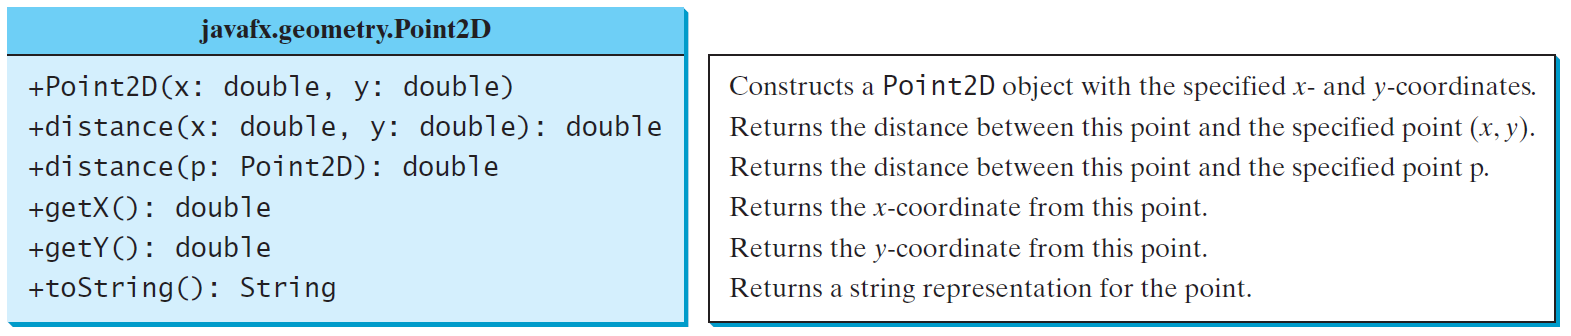 javafx.geometry.Point2D
+Point2D(x: double, y: double)
+distance(x: double, y: double): double
+distance(p: Point2D): double
+getX(): double
+getY(): double
+toString(): String
Constructs a Point2D object with the specified x- and y-coordinates.
Returns the distance between this point and the specified point (x, y).
Returns the distance between this point and the specified point p.
Returns the x-coordinate from this point.
Returns the y-coordinate from this point.
Returns a string representation for the point.